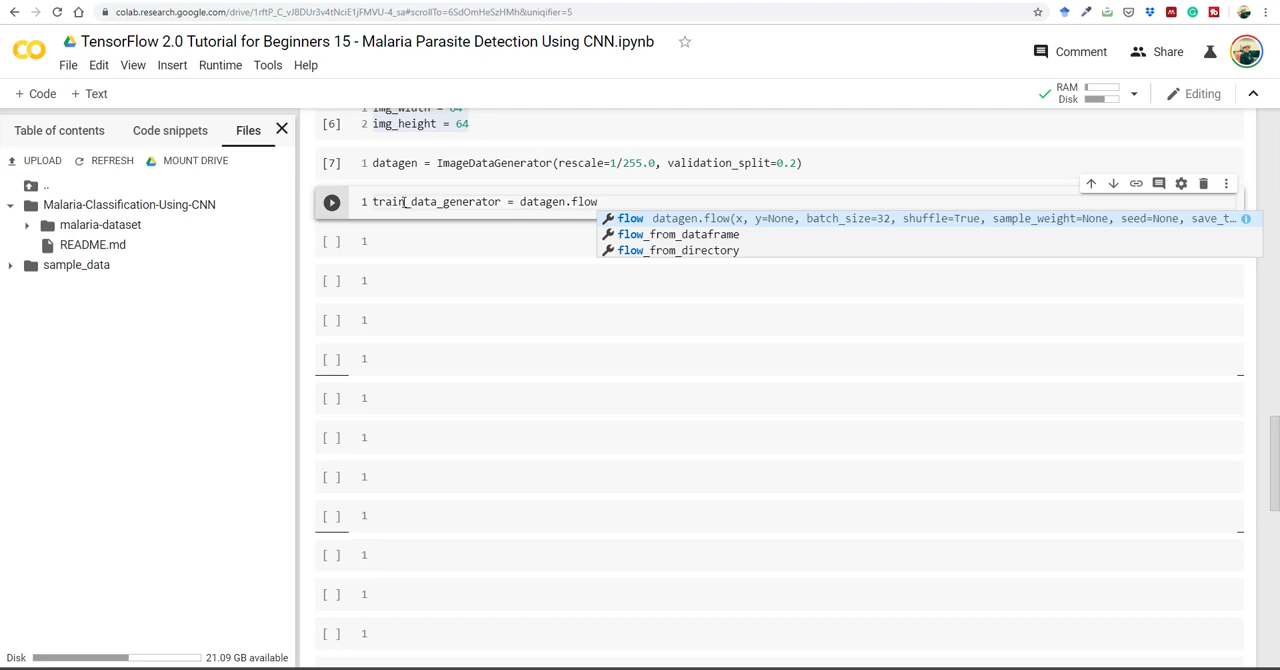 colab.research.google.com/drive/1rftP_C_vJ8DUr3v4tNciE1jFMVU-4_sa#scrollTo=6SdOmHeSzHMh&uniqifier=5
CO
TensorFlow 2.0 Tutorial for Beginners 15 - Malaria Parasite Detection Using CNN.ipynb
Comment
Share
File Edit View Insert Runtime Tools Help
+ Code + Text
RAM
Disk
Editing
Table of contents Code snippets Files
UPLOAD REFRESH MOUNT DRIVE
..
Malaria-Classification-Using-CNN
malaria-dataset
README.md
sample_data
Disk 21.09 GB available
1 img_width = 64
[6] 2 img_height = 64
[7] 1 datagen = ImageDataGenerator(rescale=1/255.0, validation_split=0.2)
1 train_data_generator = datagen.flow
flow datagen.flow(x, y=None, batch_size=32, shuffle=True, sample_weight=None, seed=None, save_t...
flow_from_dataframe
flow_from_directory
[ ] 1
[ ] 1
[ ] 1
[ ] 1
[ ] 1
[ ] 1
[ ] 1
[ ] 1
[ ] 1
[ ] 1
[ ] 1